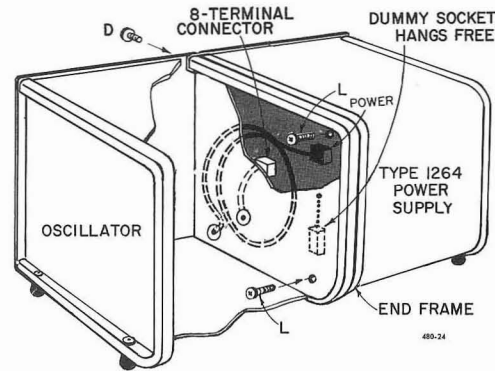 D
8-TERMINAL
CONNECTOR
DUMMY SOCKET
HANGS FREE
L
POWER
TYPE 1264
POWER
SUPPLY
OSCILLATOR
L
END FRAME
480-24